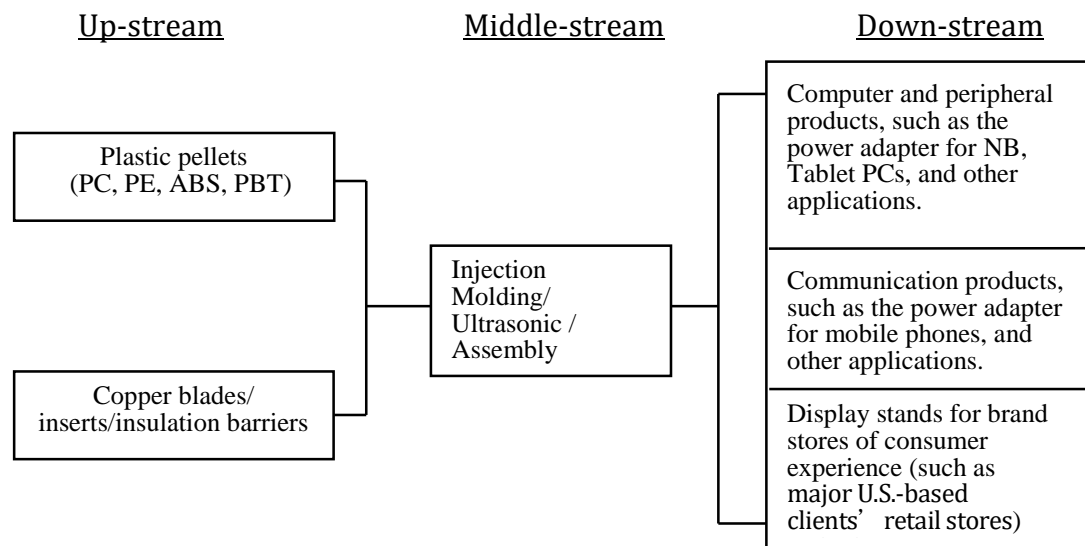 Up-stream
Middle-stream
Down-stream
Plastic pellets
(PC, PE, ABS, PBT)
Copper blades/
inserts/insulation barriers
Injection
Molding/
Ultrasonic /
Assembly
Computer and peripheral
products, such as the
power adapter for NB,
Tablet PCs, and other
applications.
Communication products,
such as the power adapter
for mobile phones, and
other applications.
Display stands for brand
stores of consumer
experience (such as
major U.S.-based
clients’ retail stores)